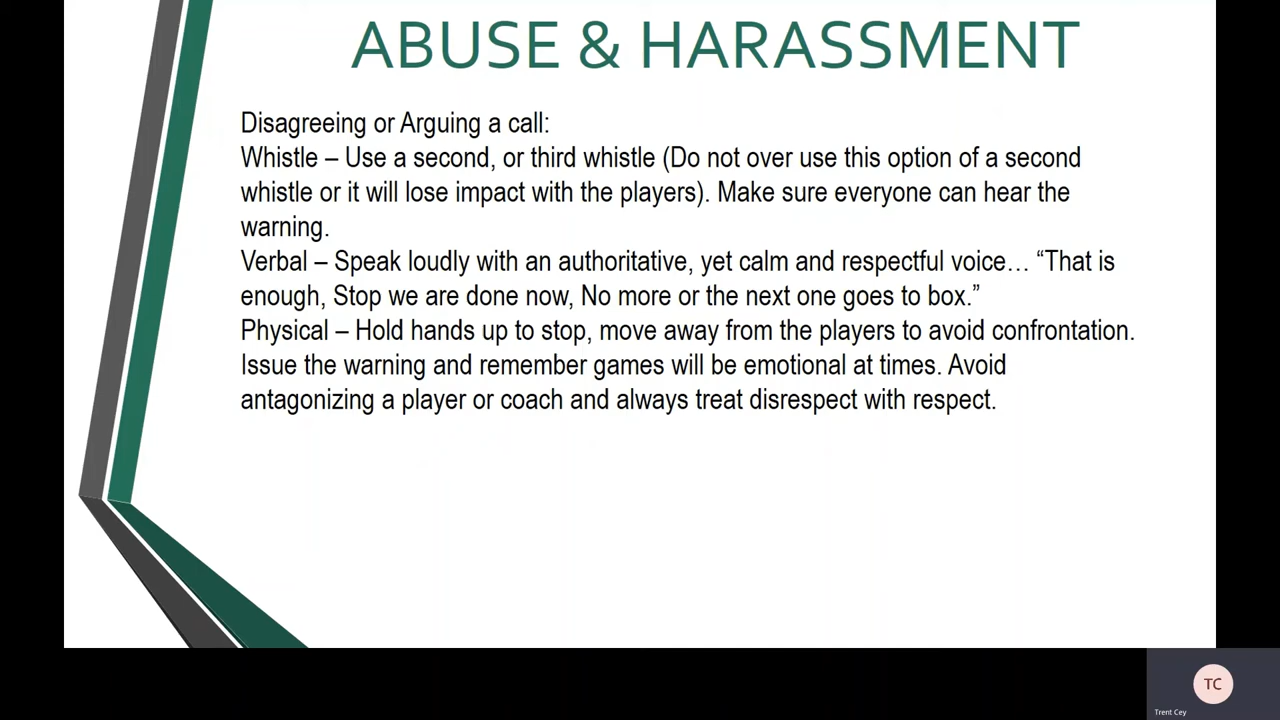 ABUSE & HARASSMENT
Disagreeing or Arguing a call:
Whistle – Use a second, or third whistle (Do not over use this option of a second
whistle or it will lose impact with the players). Make sure everyone can hear the
warning.
Verbal – Speak loudly with an authoritative, yet calm and respectful voice… “That is
enough, Stop we are done now, No more or the next one goes to box.”
Physical – Hold hands up to stop, move away from the players to avoid confrontation.
Issue the warning and remember games will be emotional at times. Avoid
antagonizing a player or coach and always treat disrespect with respect.
TC
Trent Cey